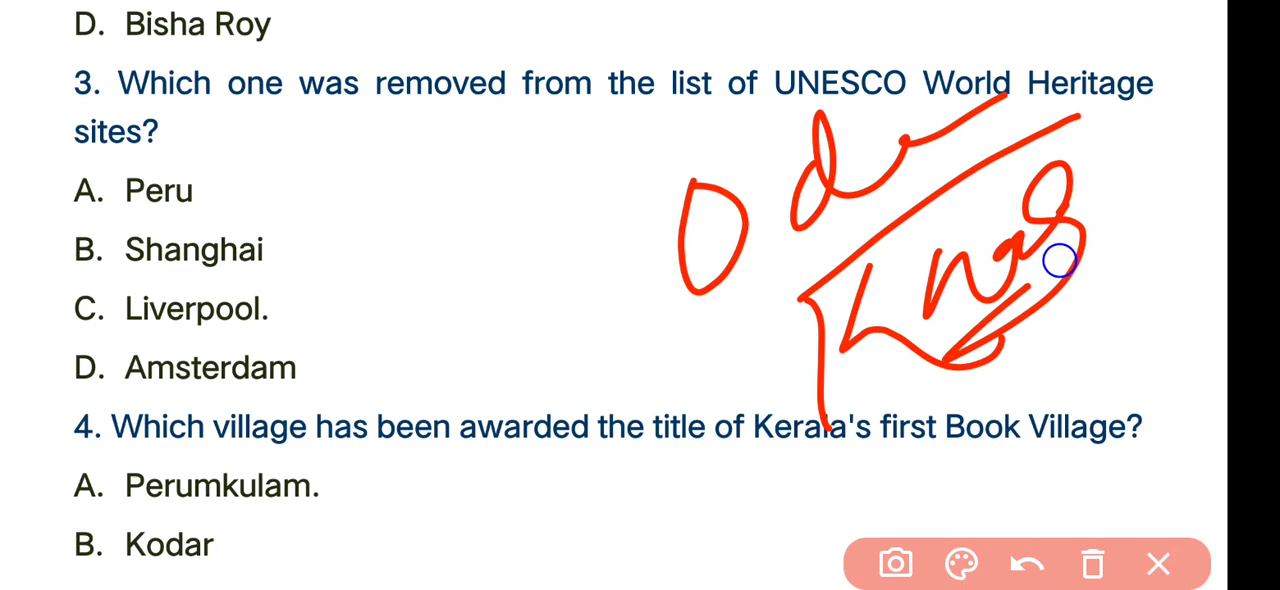 D. Bisha Roy
3. Which one was removed from the list of UNESCO World Heritage
sites?
A. Peru
B. Shanghai
C. Liverpool.
D. Amsterdam
4. Which village has been awarded the title of Kerala's first Book Village?
A. Perumkulam.
B. Kodar